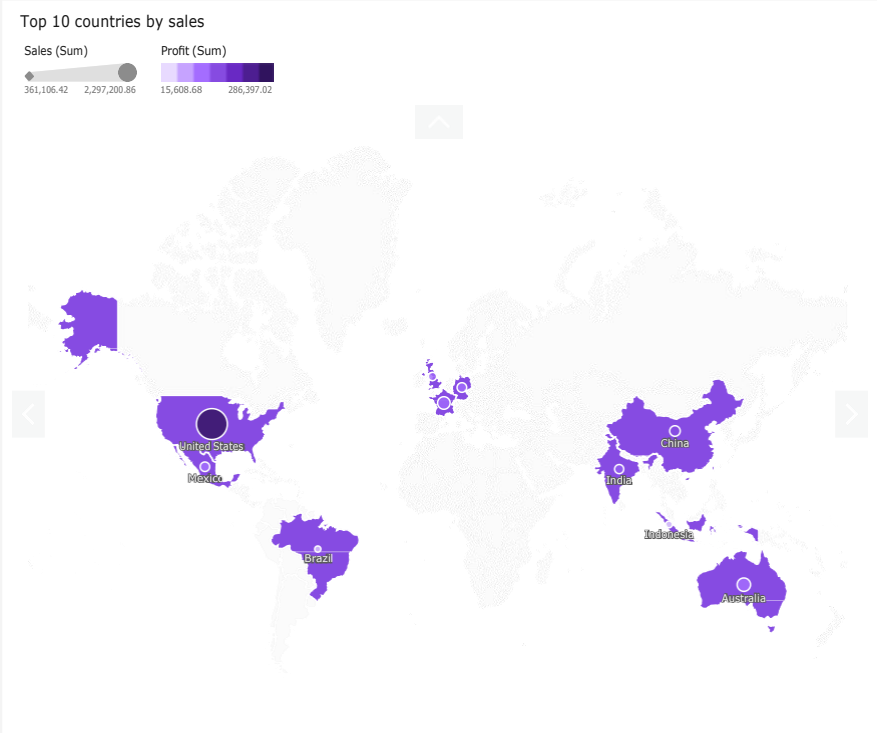 Top 10 countries by sales
Sales (Sum)
Profit (Sum)
361,106.42
2,297,200.86
15,608.68
286,397.02
United States
Mexico
China
India
Indonesia
Brazil
Australia